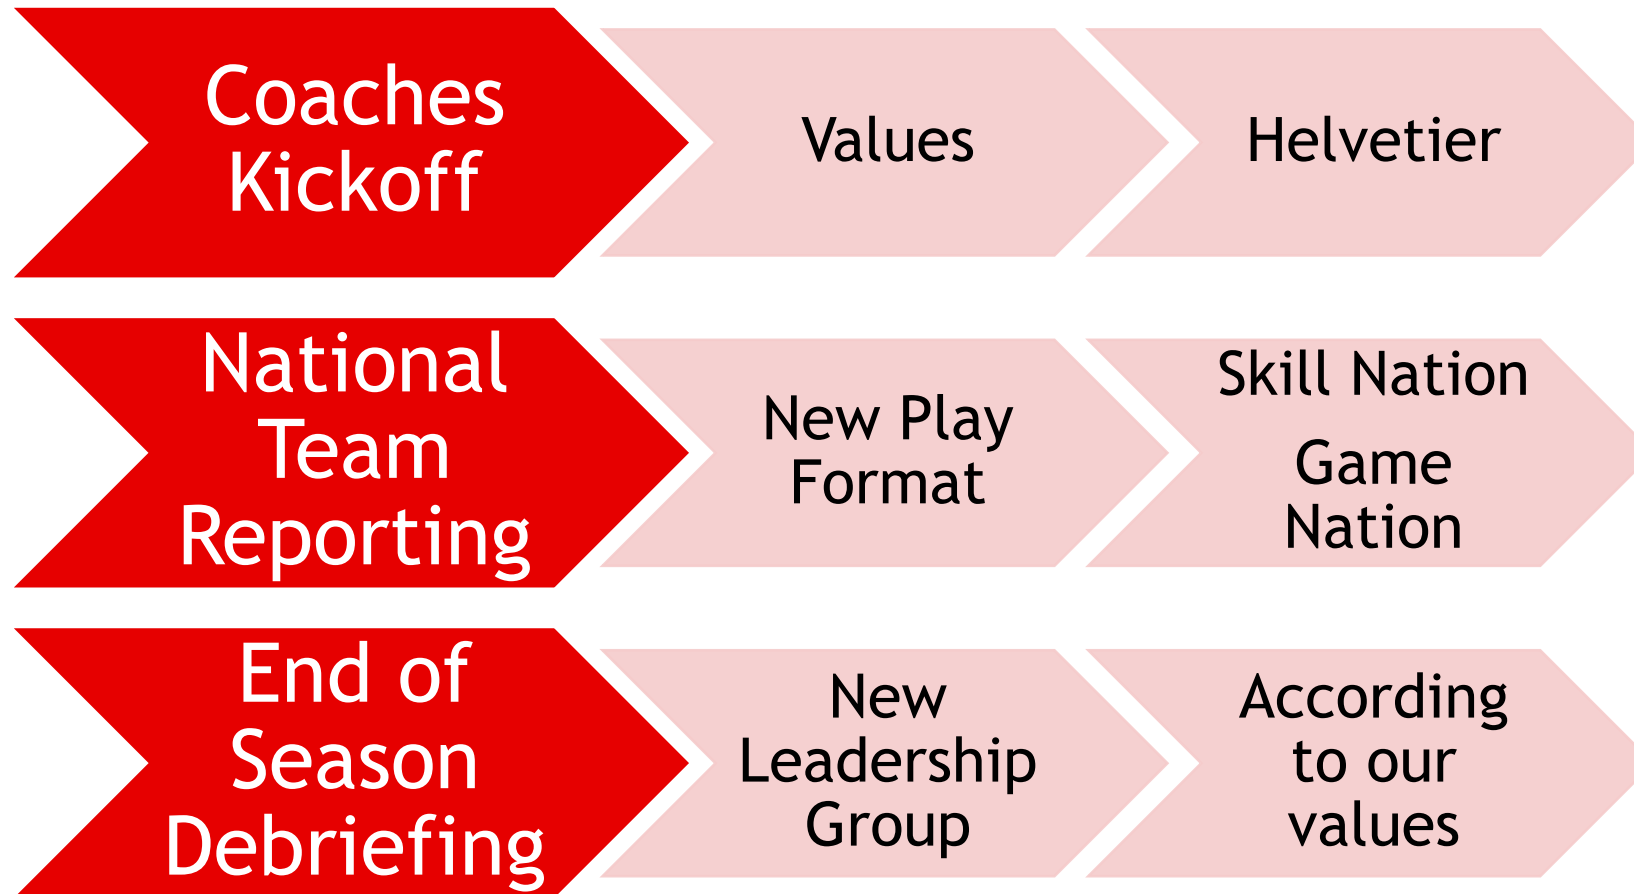 Coaches
Kickoff
Values
Helvetier
National
Team
Reporting
New Play
Format
Skill Nation
Game
Nation
End of
Season
Debriefing
New
Leadership
Group
According
to our
values